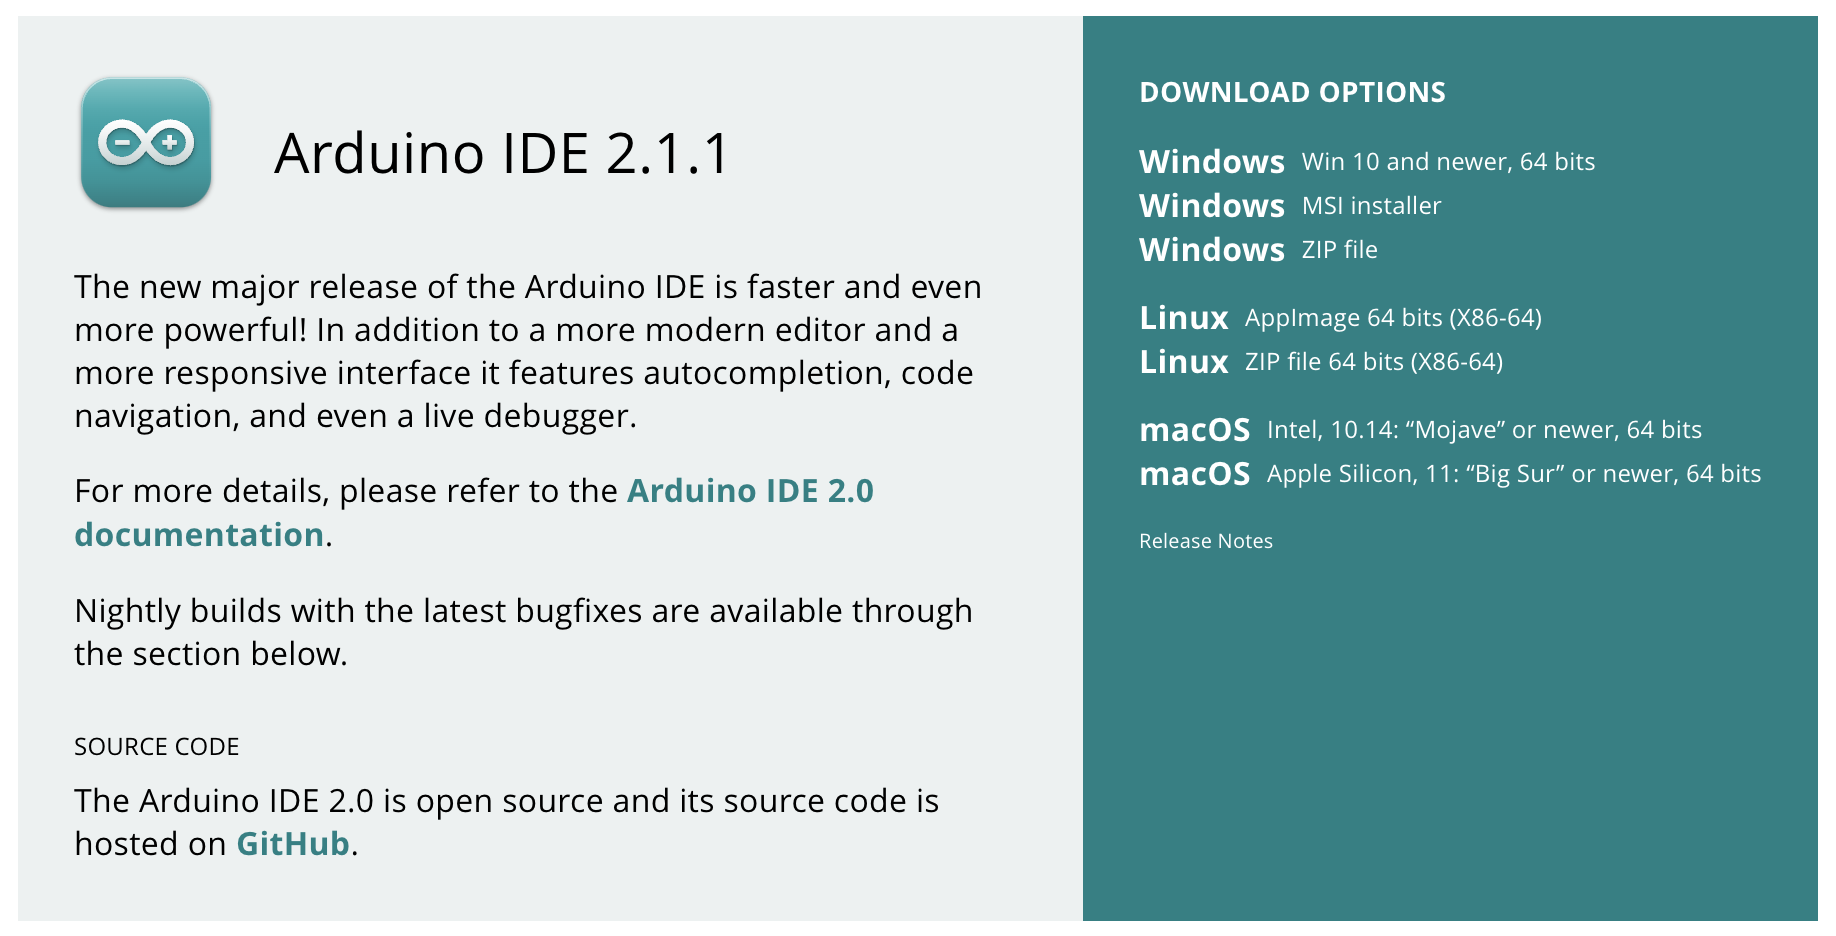 Arduino IDE 2.1.1
The new major release of the Arduino IDE is faster and even
more powerful! In addition to a more modern editor and a
more responsive interface it features autocompletion, code
navigation, and even a live debugger.
For more details, please refer to the Arduino IDE 2.0
documentation.
Nightly builds with the latest bugfixes are available through
the section below.
SOURCE CODE
The Arduino IDE 2.0 is open source and its source code is
hosted on GitHub.
DOWNLOAD OPTIONS
Windows Win 10 and newer, 64 bits
Windows MSI installer
Windows ZIP file
Linux AppImage 64 bits (X86-64)
Linux ZIP file 64 bits (X86-64)
macOS Intel, 10.14: “Mojave” or newer, 64 bits
macOS Apple Silicon, 11: “Big Sur” or newer, 64 bits
Release Notes